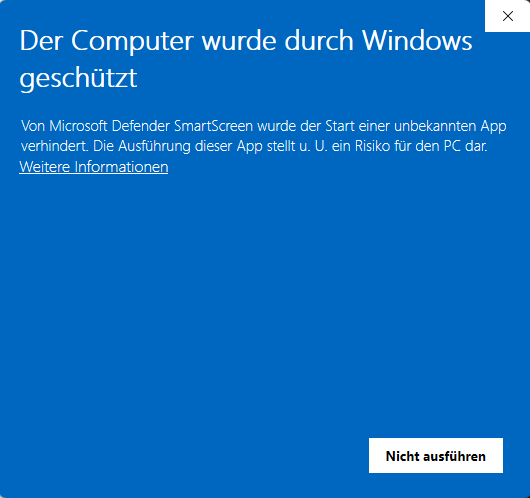 Der Computer wurde durch Windows
geschützt
Von Microsoft Defender SmartScreen wurde der Start einer unbekannten App
verhindert. Die Ausführung dieser App stellt u. U. ein Risiko für den PC dar.
Weitere Informationen
Nicht ausführen